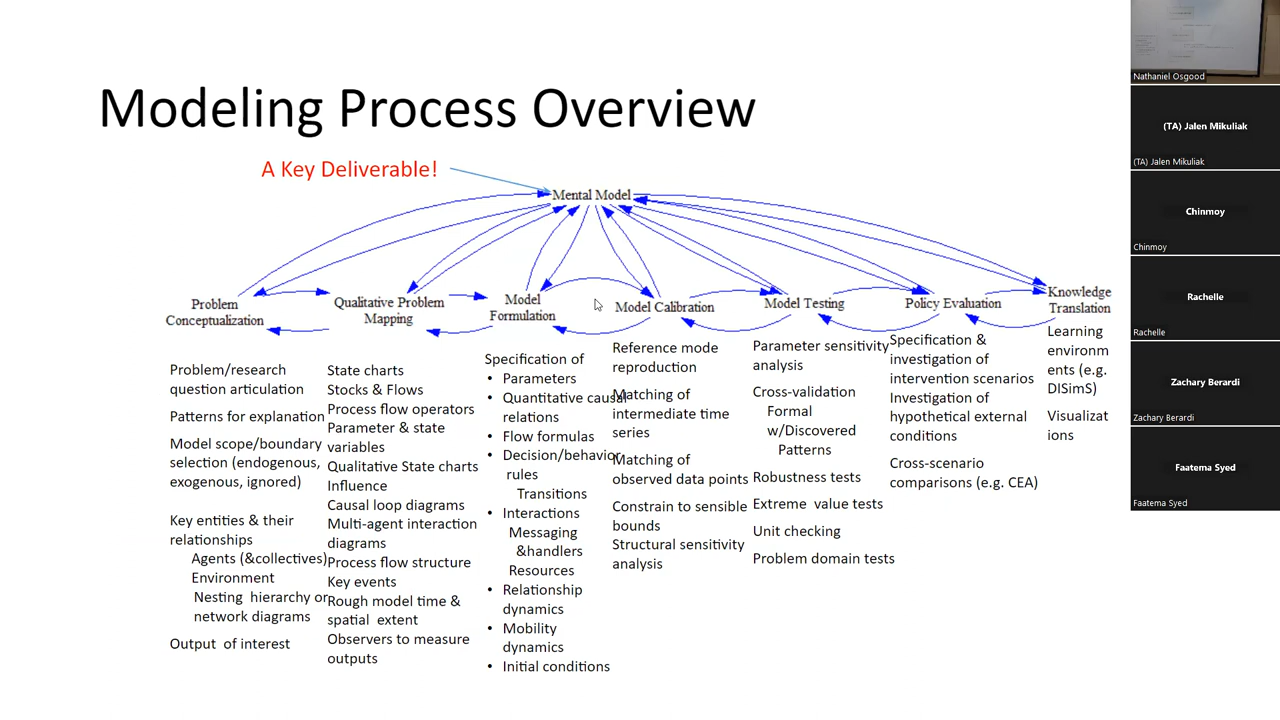 Modeling Process Overview
A Key Deliverable!
Mental Model
Problem
Conceptualization
Qualitative Problem
Mapping
Model
Formulation
Model Calibration
Model Testing
Policy Evaluation
Knowledge
Translation
Problem/research
question articulation
Patterns for explanation
Model scope/boundary
selection (endogenous,
exogenous, ignored)
Key entities & their
relationships
Agents (&collectives)
Environment
Nesting hierarchy or
network diagrams
Output of interest
State charts
Stocks & Flows
Process flow operators
Parameter & state
variables
Qualitative State charts
Influence
Causal loop diagrams
Multi-agent interaction
diagrams
Process flow structure
Key events
Rough model time &
spatial extent
Observers to measure
outputs
Specification of
• Parameters
• Quantitative causal
relations
• Flow formulas
• Decision/behavior
rules
Transitions
• Interactions
Messaging
&handlers
Resources
• Relationship
dynamics
• Mobility
dynamics
• Initial conditions
Reference mode
reproduction
Matching of
intermediate time
series
Matching of
observed data points
Constrain to sensible
bounds
Structural sensitivity
analysis
Parameter sensitivity
analysis
Cross-validation
Formal
w/Discovered
Patterns
Robustness tests
Extreme value tests
Unit checking
Problem domain tests
Specification &
investigation of
intervention scenarios
Investigation of
hypothetical external
conditions
Cross-scenario
comparisons (e.g. CEA)
Learning
environm
ents (e.g.
DISimS)
Visualizat
ions
Nathaniel Osgood
(TA) Jalen Mikuliak
(TA) Jalen Mikuliak
Chinmoy
Chinmoy
Rachelle
Rachelle
Zachary Berardi
Zachary Berardi
Faatema Syed
Faatema Syed